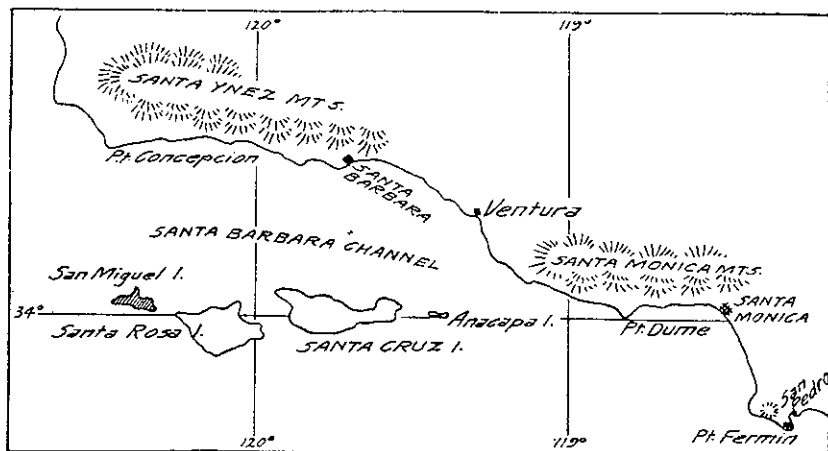 120° 119°
SANTA YNEZ MTS.
Pt. Concepcion
SANTA
BARBARA
Ventura
SANTA BARBARA CHANNEL
SANTA MONICA MTS.
San Miguel I.
34°
Santa Rosa I.
SANTA CRUZ I.
Anacapa I.
Pt. Dume
SANTA
MONICA
San
Pedro
Pt. Fermin
120° 119°